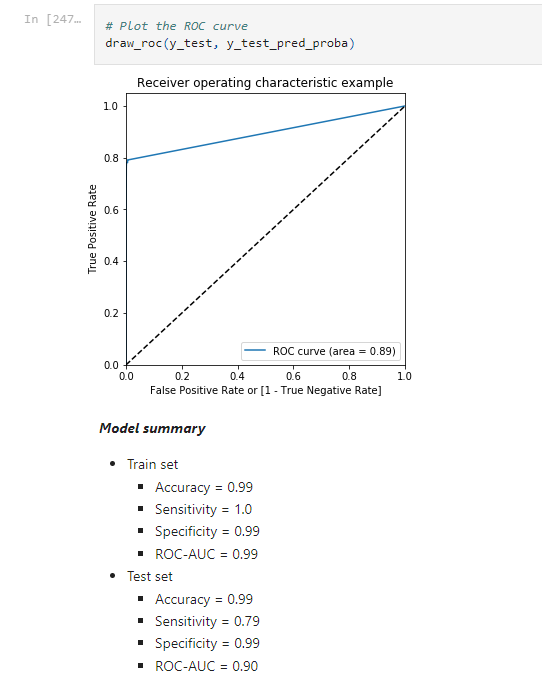 In [247…
# Plot the ROC curve
draw_roc(y_test, y_test_pred_proba)
Receiver operating characteristic example
1.0
0.8
0.6
0.4
0.2
0.0
True Positive Rate
ROC curve (area = 0.89)
0.0 0.2 0.4 0.6 0.8 1.0
False Positive Rate or [1 - True Negative Rate]
Model summary
• Train set
▪ Accuracy = 0.99
▪ Sensitivity = 1.0
▪ Specificity = 0.99
▪ ROC-AUC = 0.99
• Test set
▪ Accuracy = 0.99
▪ Sensitivity = 0.79
▪ Specificity = 0.99
▪ ROC-AUC = 0.90